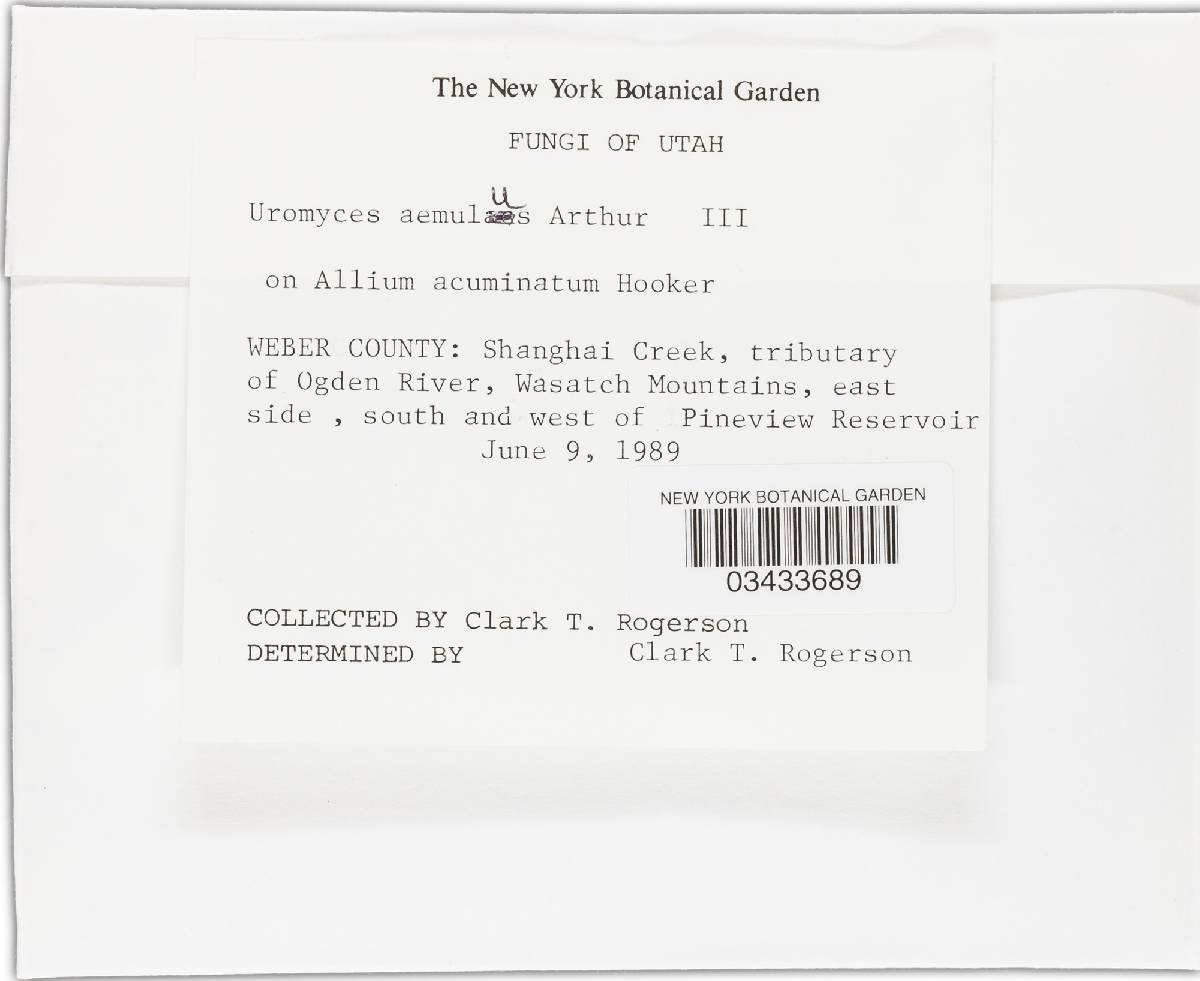 The New York Botanical Garden
FUNGI OF UTAH
Uromyces aemulus Arthur III
on Allium acuminatum Hooker
WEBER COUNTY: Shanghai Creek, tributary
of Ogden River, Wasatch Mountains, east
side , south and west of Pineview Reservoir
June 9, 1989
NEW YORK BOTANICAL GARDEN
03433689
COLLECTED BY Clark T. Rogerson
DETERMINED BY Clark T. Rogerson